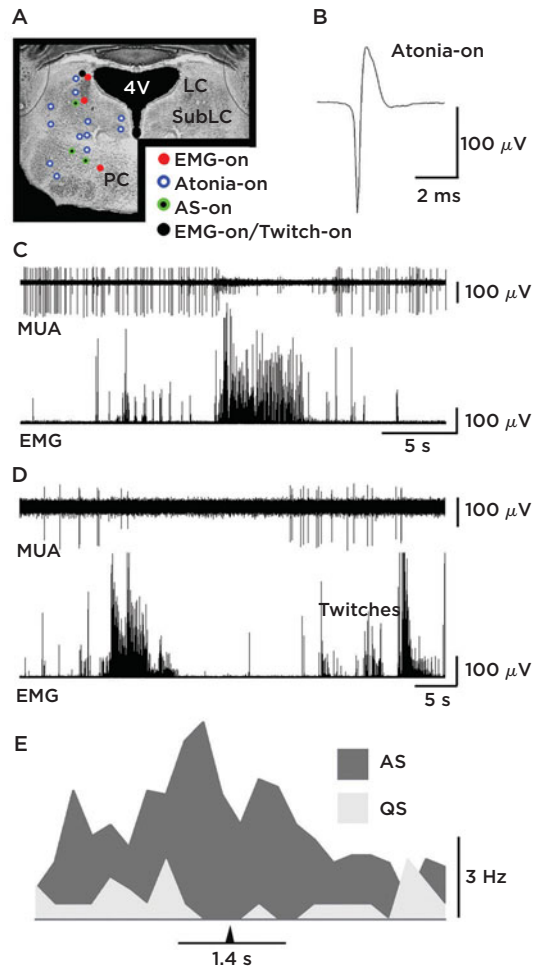 A
B
4V
LC
SubLC
PC
EMG-on
Atonia-on
AS-on
EMG-on/Twitch-on
Atonia-on
100 μV
2 ms
C
100 μV
MUA
100 μV
EMG
5 s
D
100 μV
MUA
Twitches
100 μV
EMG
5 s
E
AS
QS
3 Hz
1.4 s